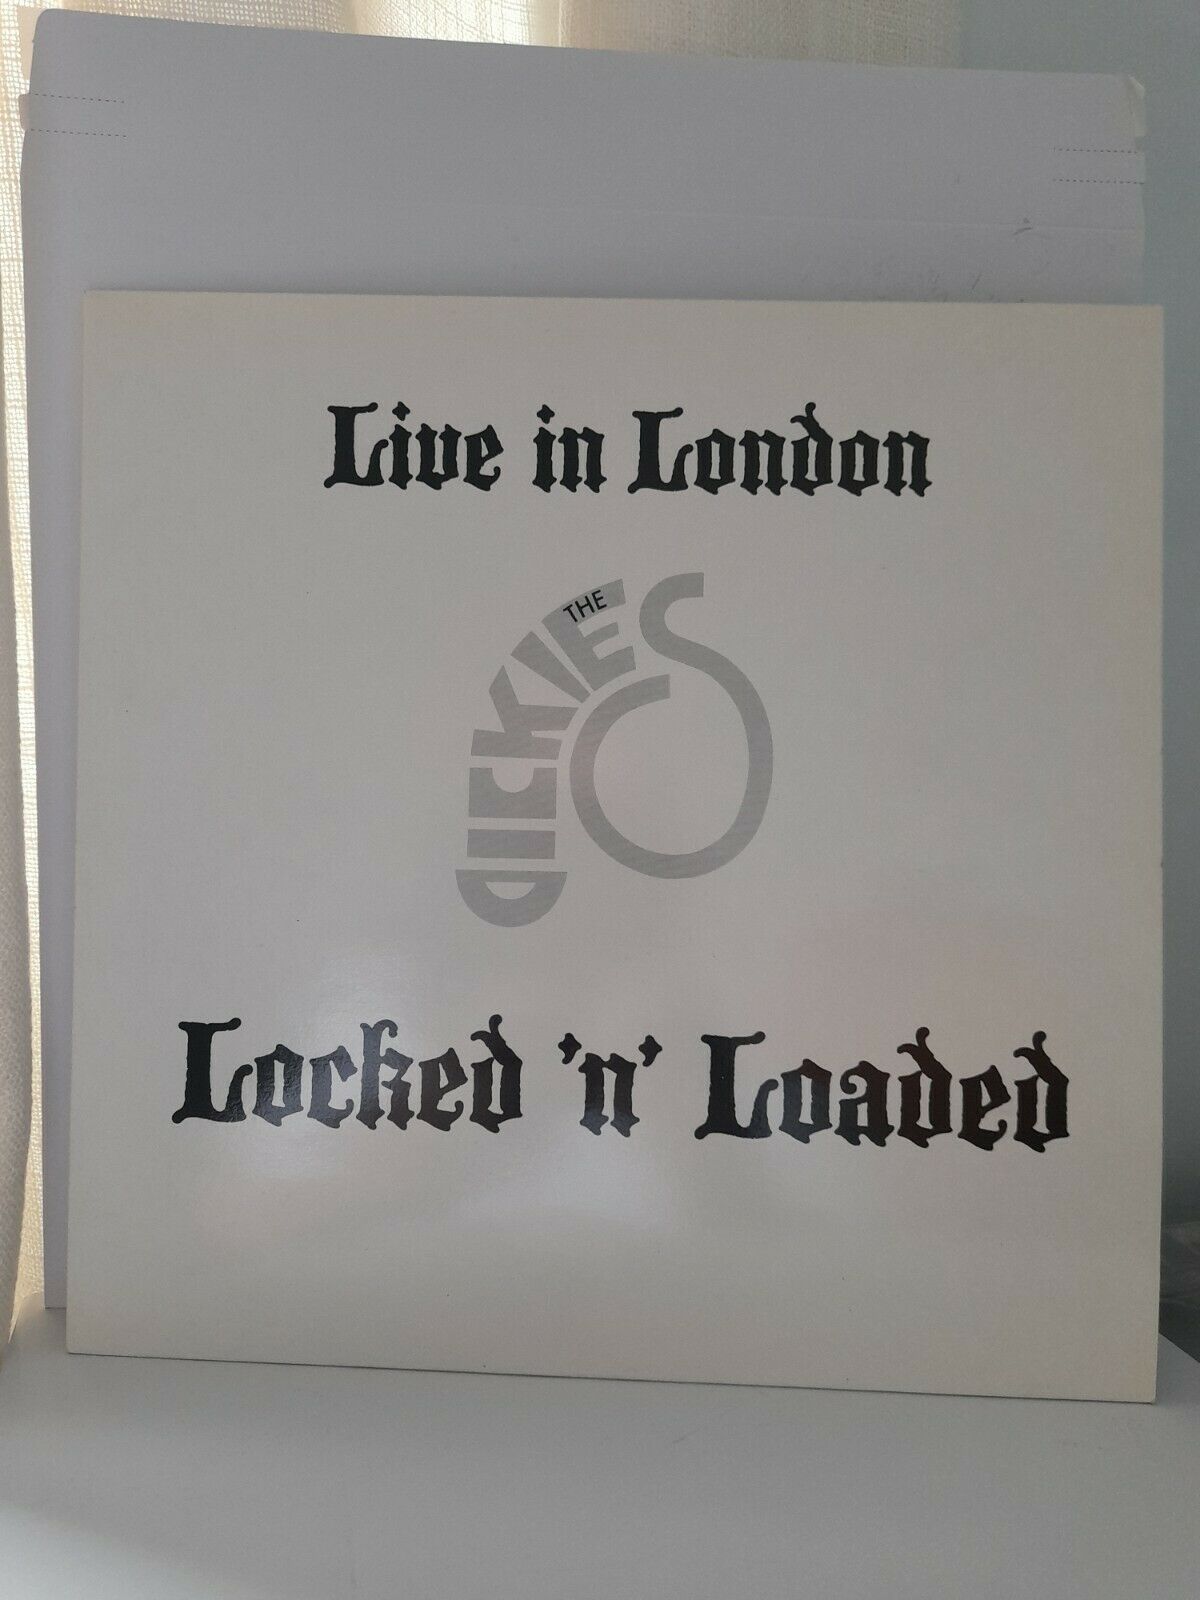 Live in London
THE
DICKIES
Locked 'n' Loaded